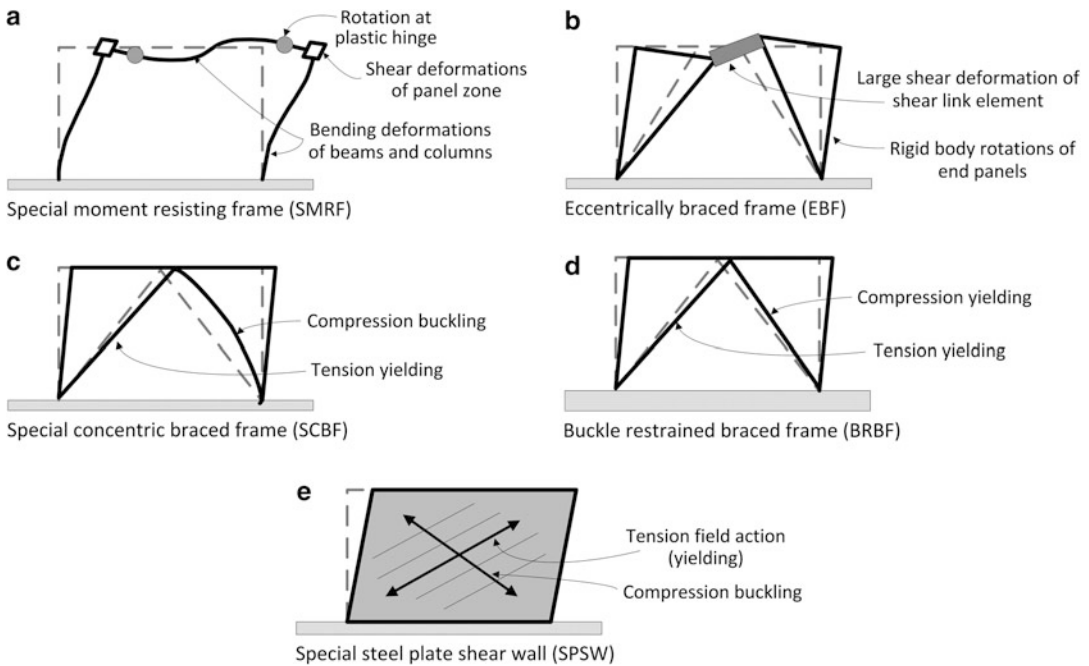 a
Rotation at
plastic hinge
Shear deformations
of panel zone
Bending deformations
of beams and columns
Special moment resisting frame (SMRF)
b
Large shear deformation of
shear link element
Rigid body rotations of
end panels
Eccentrically braced frame (EBF)
c
Compression buckling
Tension yielding
Special concentric braced frame (SCBF)
d
Compression yielding
Tension yielding
Buckle restrained braced frame (BRBF)
e
Tension field action
(yielding)
Compression buckling
Special steel plate shear wall (SPSW)